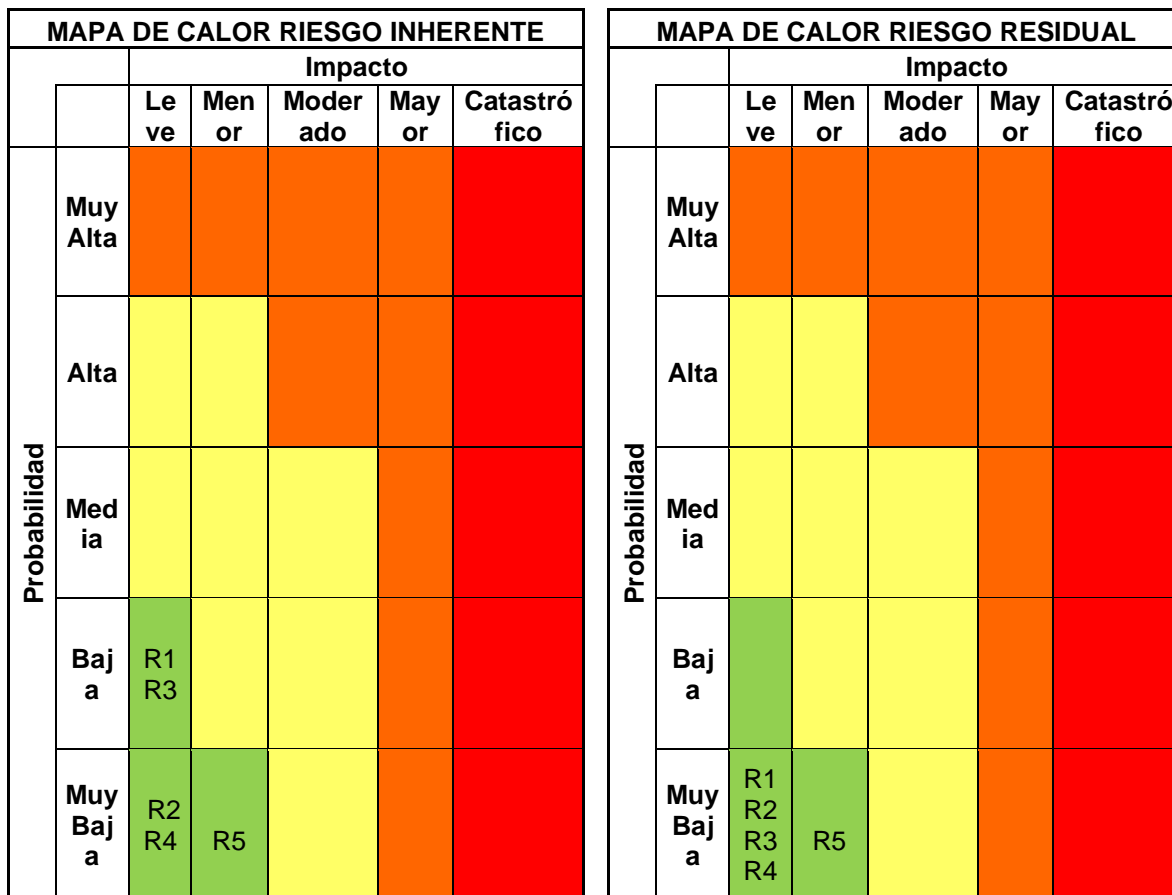 MAPA DE CALOR RIESGO INHERENTE
Impacto
Le
ve
Men
or
Moder
ado
May
or
Catastró
fico
Probabilidad
Muy
Alta
Alta
Med
ia
Baj
a
R1
R3
Muy
Baj
a
R2
R4
R5
MAPA DE CALOR RIESGO RESIDUAL
Impacto
Le
ve
Men
or
Moder
ado
May
or
Catastró
fico
Probabilidad
Muy
Alta
Alta
Med
ia
Baj
a
Muy
Baj
a
R1
R2
R3
R4
R5